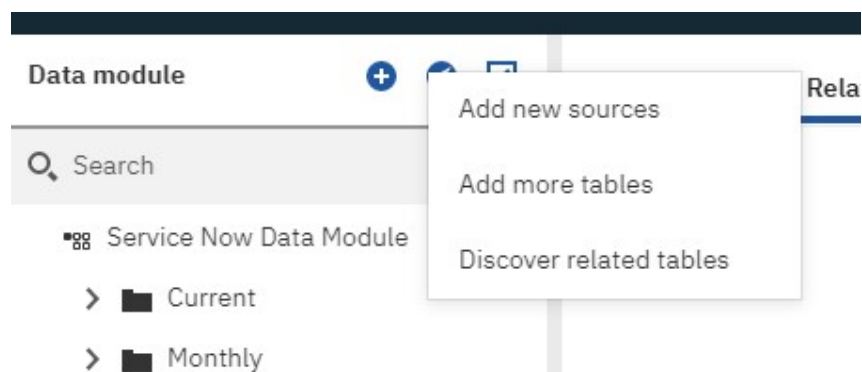 Data module
Rela
Add new sources
Search
Add more tables
Service Now Data Module
Discover related tables
Current
Monthly